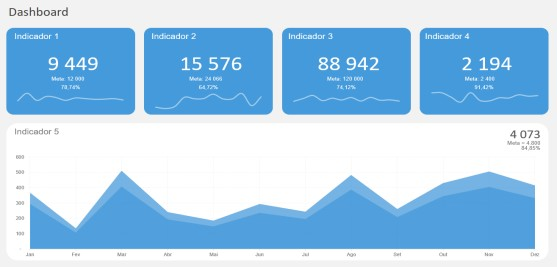 Dashboard
Indicador 1
9 449
Meta: 12 000
78,74%
Indicador 2
15 576
Meta: 24 000
64,72%
Indicador 3
88 942
Meta: 120 000
74,12%
Indicador 4
2 194
Meta: 2 400
91,42%
Indicador 5
4 073
Meta = 4.800
84,85%
600
500
400
300
200
100
Jan Fev Mar Abr Mai Jun Jul Ago Set Out Nov Dez